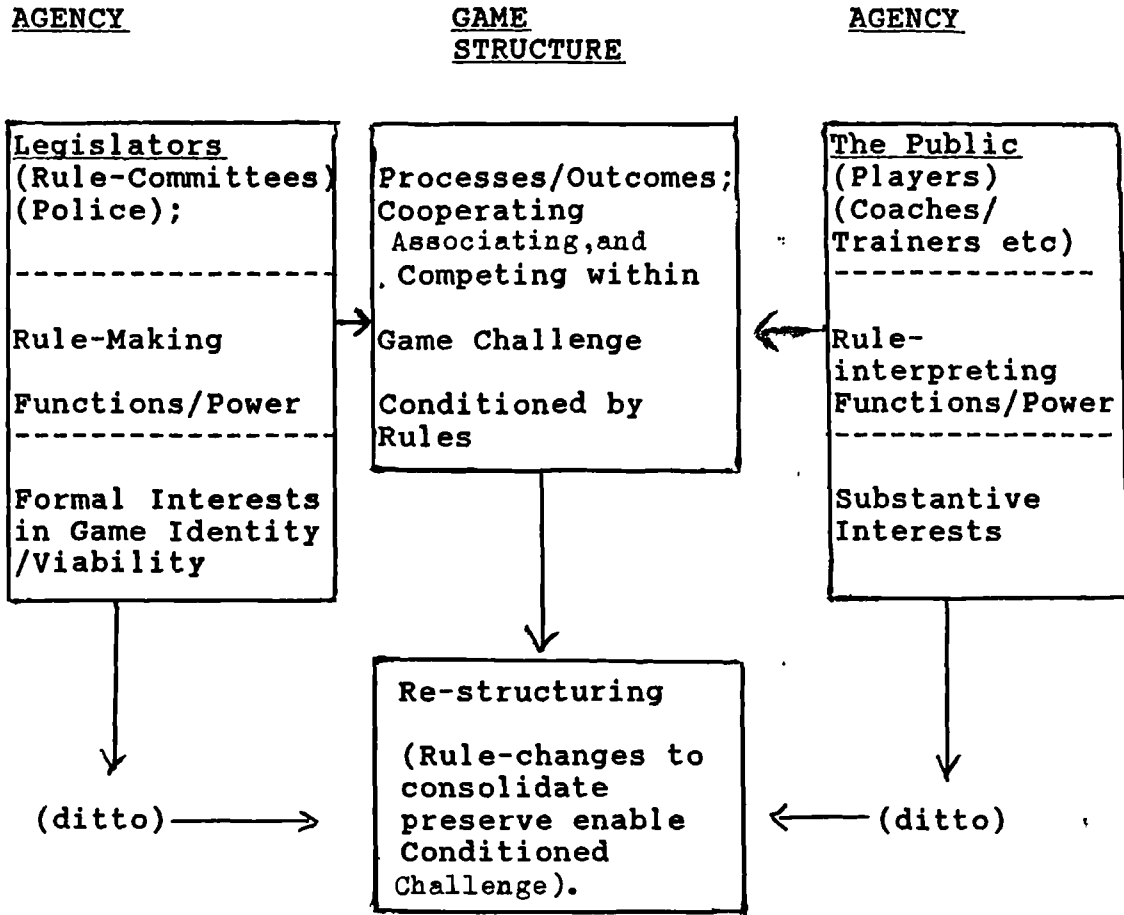 AGENCY
GAME
STRUCTURE
AGENCY
Legislators
(Rule-Committees)
(Police);
Rule-Making
Functions/Power
Formal Interests
in Game Identity
/Viability
Processes/Outcomes;
Cooperating
Associating,and
Competing within
Game Challenge
Conditioned by
Rules
The Public
(Players)
(Coaches/
Trainers etc)
Rule-
interpreting
Functions/Power
Substantive
Interests
Re-structuring
(Rule-changes to
consolidate
preserve enable
Conditioned
Challenge).
(ditto)
(ditto)